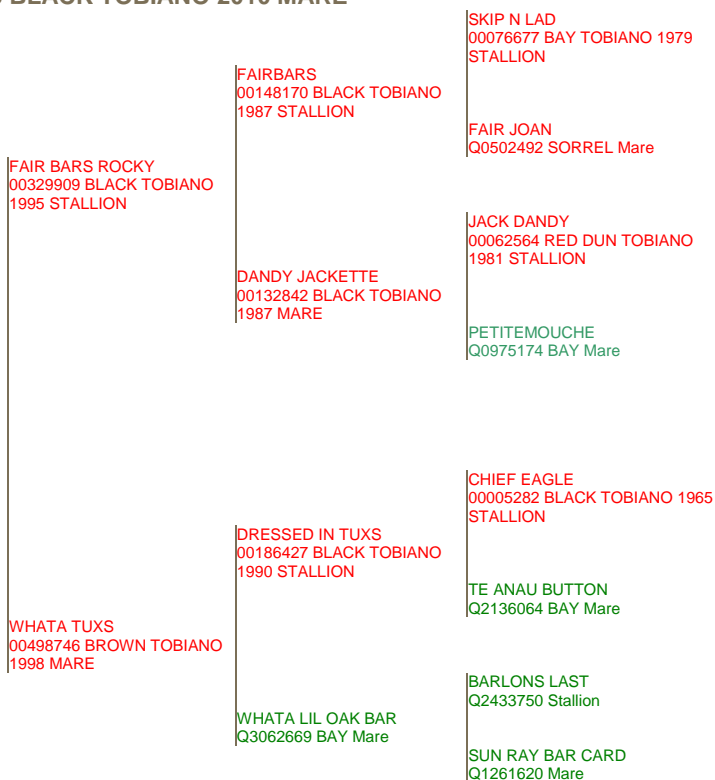 BLACK TOBIANO 2010 MARE
SKIP N LAD
00076677 BAY TOBIANO 1979
STALLION
FAIRBARS
00148170 BLACK TOBIANO
1987 STALLION
FAIR JOAN
Q0502492 SORREL Mare
FAIR BARS ROCKY
00329909 BLACK TOBIANO
1995 STALLION
JACK DANDY
00062564 RED DUN TOBIANO
1981 STALLION
DANDY JACKETTE
00132842 BLACK TOBIANO
1987 MARE
PETITEMOUCHE
Q0975174 BAY Mare
CHIEF EAGLE
00005282 BLACK TOBIANO 1965
STALLION
DRESSED IN TUXS
00186427 BLACK TOBIANO
1990 STALLION
TE ANAU BUTTON
Q2136064 BAY Mare
WHATA TUXS
00498746 BROWN TOBIANO
1998 MARE
BARLONS LAST
Q2433750 Stallion
WHATA LIL OAK BAR
Q3062669 BAY Mare
SUN RAY BAR CARD
Q1261620 Mare